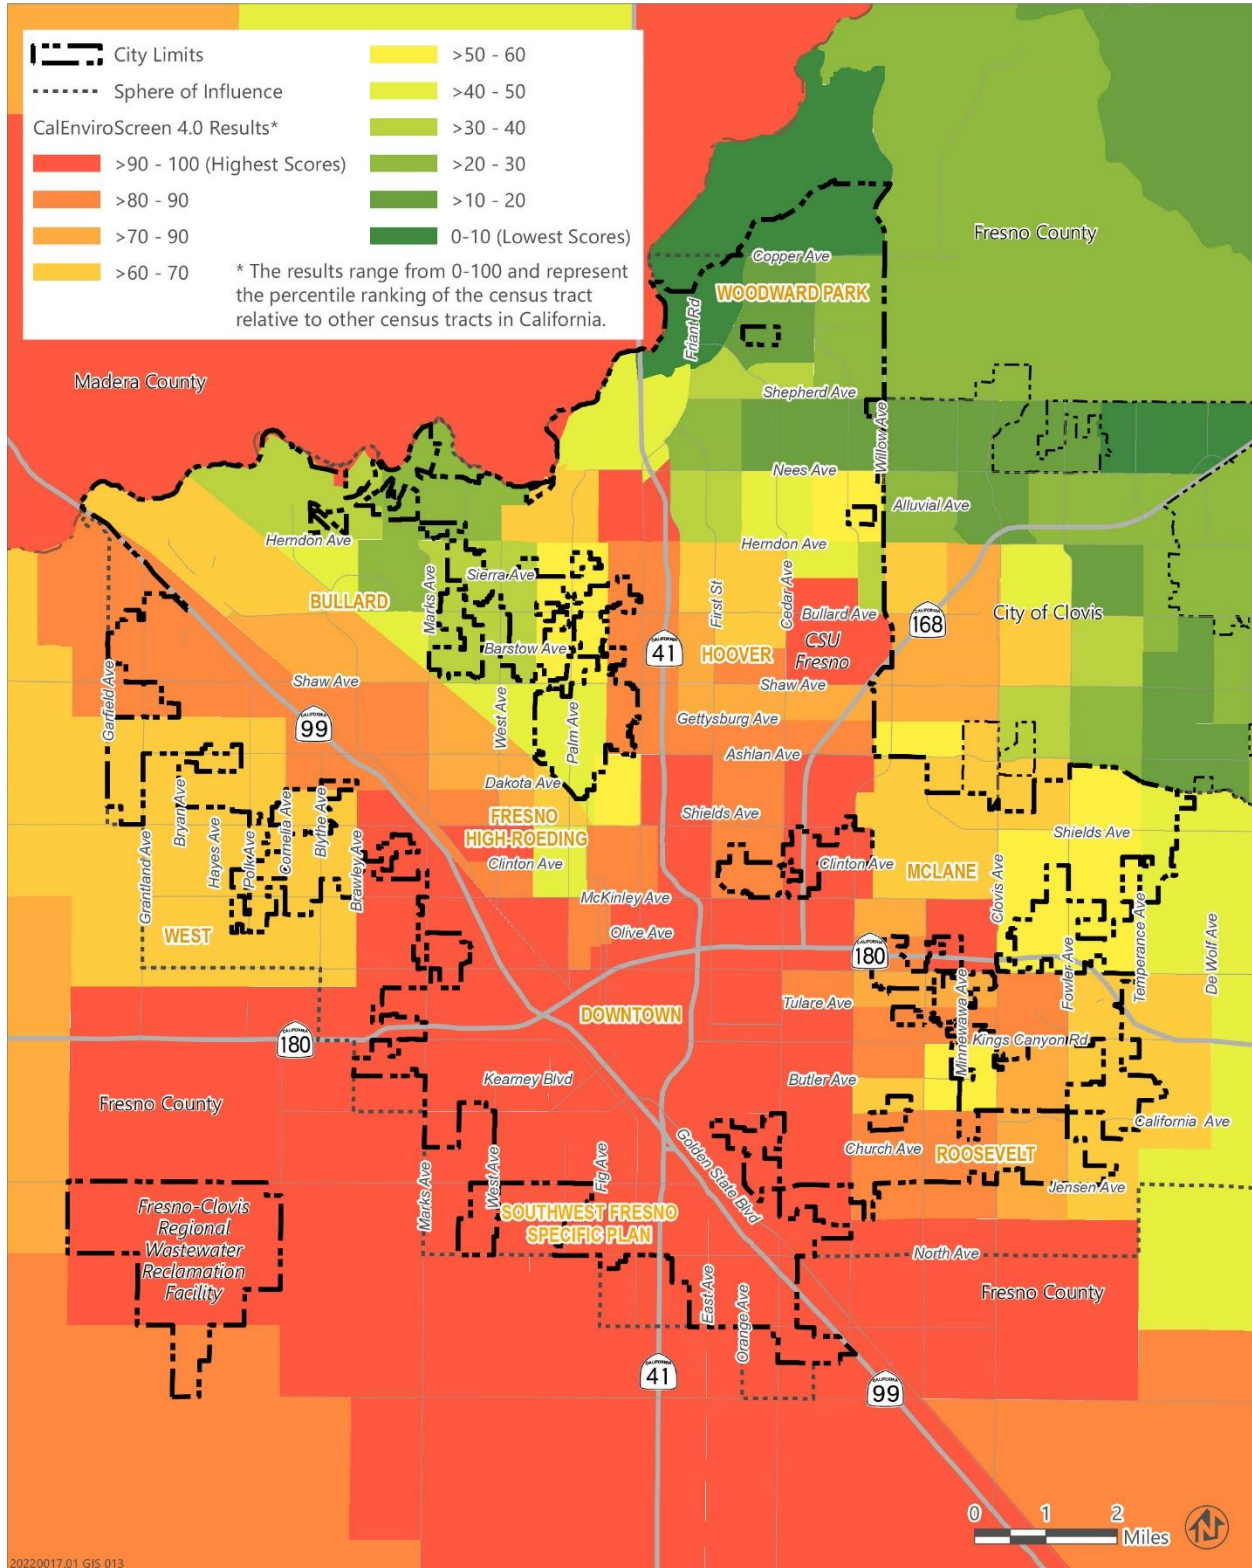 City Limits
Sphere of Influence
CalEnviroScreen 4.0 Results*
>90 - 100 (Highest Scores)
>80 - 90
>70 - 90
>60 - 70
>50 - 60
>40 - 50
>30 - 40
>20 - 30
>10 - 20
0-10 (Lowest Scores)
* The results range from 0-100 and represent
the percentile ranking of the census tract
relative to other census tracts in California.
Fresno County
Copper Ave
WOODWARD PARK
Friant Rd
Madera County
Shepherd Ave
Willow Ave
Nees Ave
Alluvial Ave
Herndon Ave
Herndon Ave
Sierra Ave
Marks Ave
BULLARD
First St
Cedar Ave
Bullard Ave
CALIFORNIA
168
City of Clovis
CALIFORNIA
41
Barstow Ave
HOOVER
CSU
Fresno
Garfield Ave
Shaw Ave
Shaw Ave
CALIFORNIA
99
West Ave
Palm Ave
Gettysburg Ave
Ashlan Ave
Dakota Ave
FRESNO
HIGH-ROEDING
Shields Ave
Shields Ave
Grantland Ave
Bryan Ave
Hayes Ave
Polk Ave
Cornelia Ave
Blythe Ave
Brawley Ave
Clinton Ave
Clinton Ave
MCLANE
Clovis Ave
McKinley Ave
WEST
Olive Ave
CALIFORNIA
180
Fowler Ave
Temperance Ave
De Wolf Ave
DOWNTOWN
Tulare Ave
Minnewawa Ave
Kings Canyon Rd
CALIFORNIA
180
Kearney Blvd
Butler Ave
Fresno County
California Ave
Church Ave
ROOSEVELT
Golden State Blvd
Marks Ave
West Ave
Fig Ave
Jensen Ave
Fresno-Clovis
Regional
Wastewater
Reclamation
Facility
SOUTHWEST FRESNO
SPECIFIC PLAN
North Ave
Fresno County
East Ave
Orange Ave
CALIFORNIA
41
CALIFORNIA
99
0 1 2
Miles
N
20220017.01 GIS 013